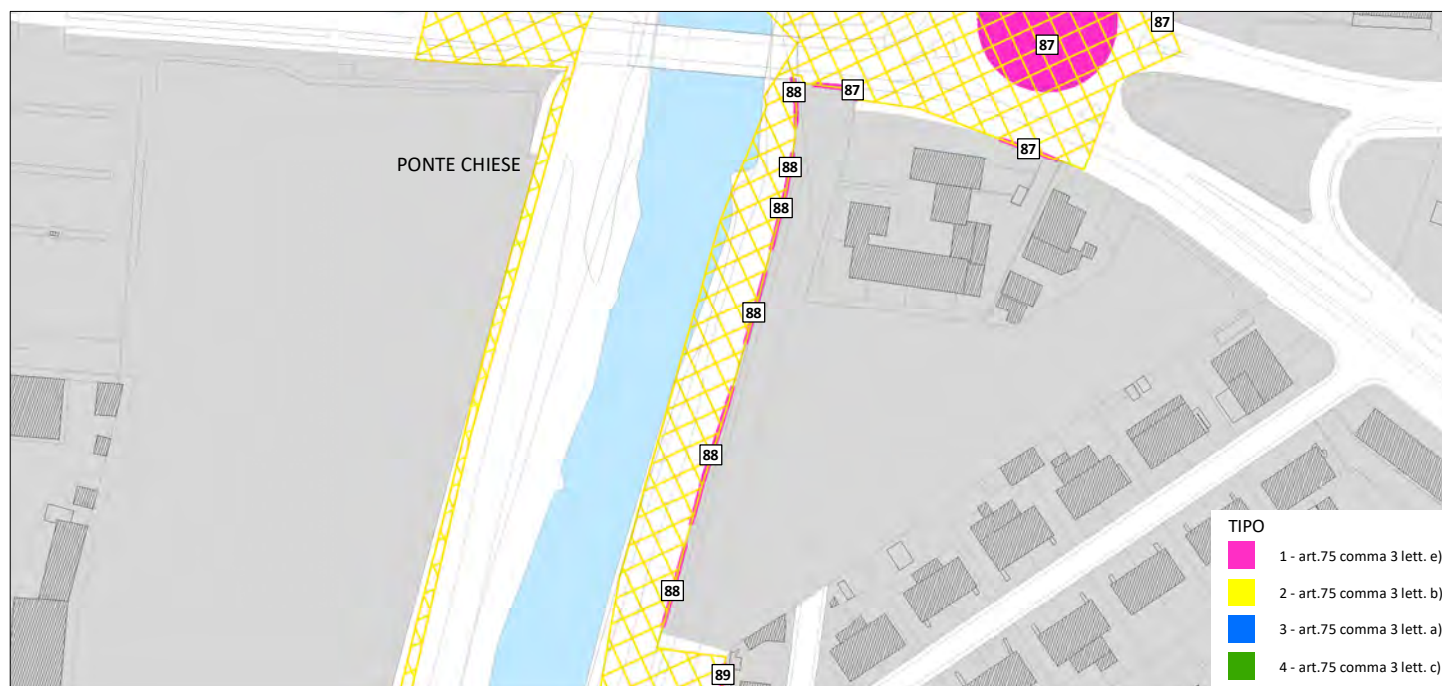 87
87
88
87
87
PONTE CHIESE
88
88
88
88
88
89
TIPO
1 - art.75 comma 3 lett. e)
2 - art.75 comma 3 lett. b)
3 - art.75 comma 3 lett. a)
4 - art.75 comma 3 lett. c)